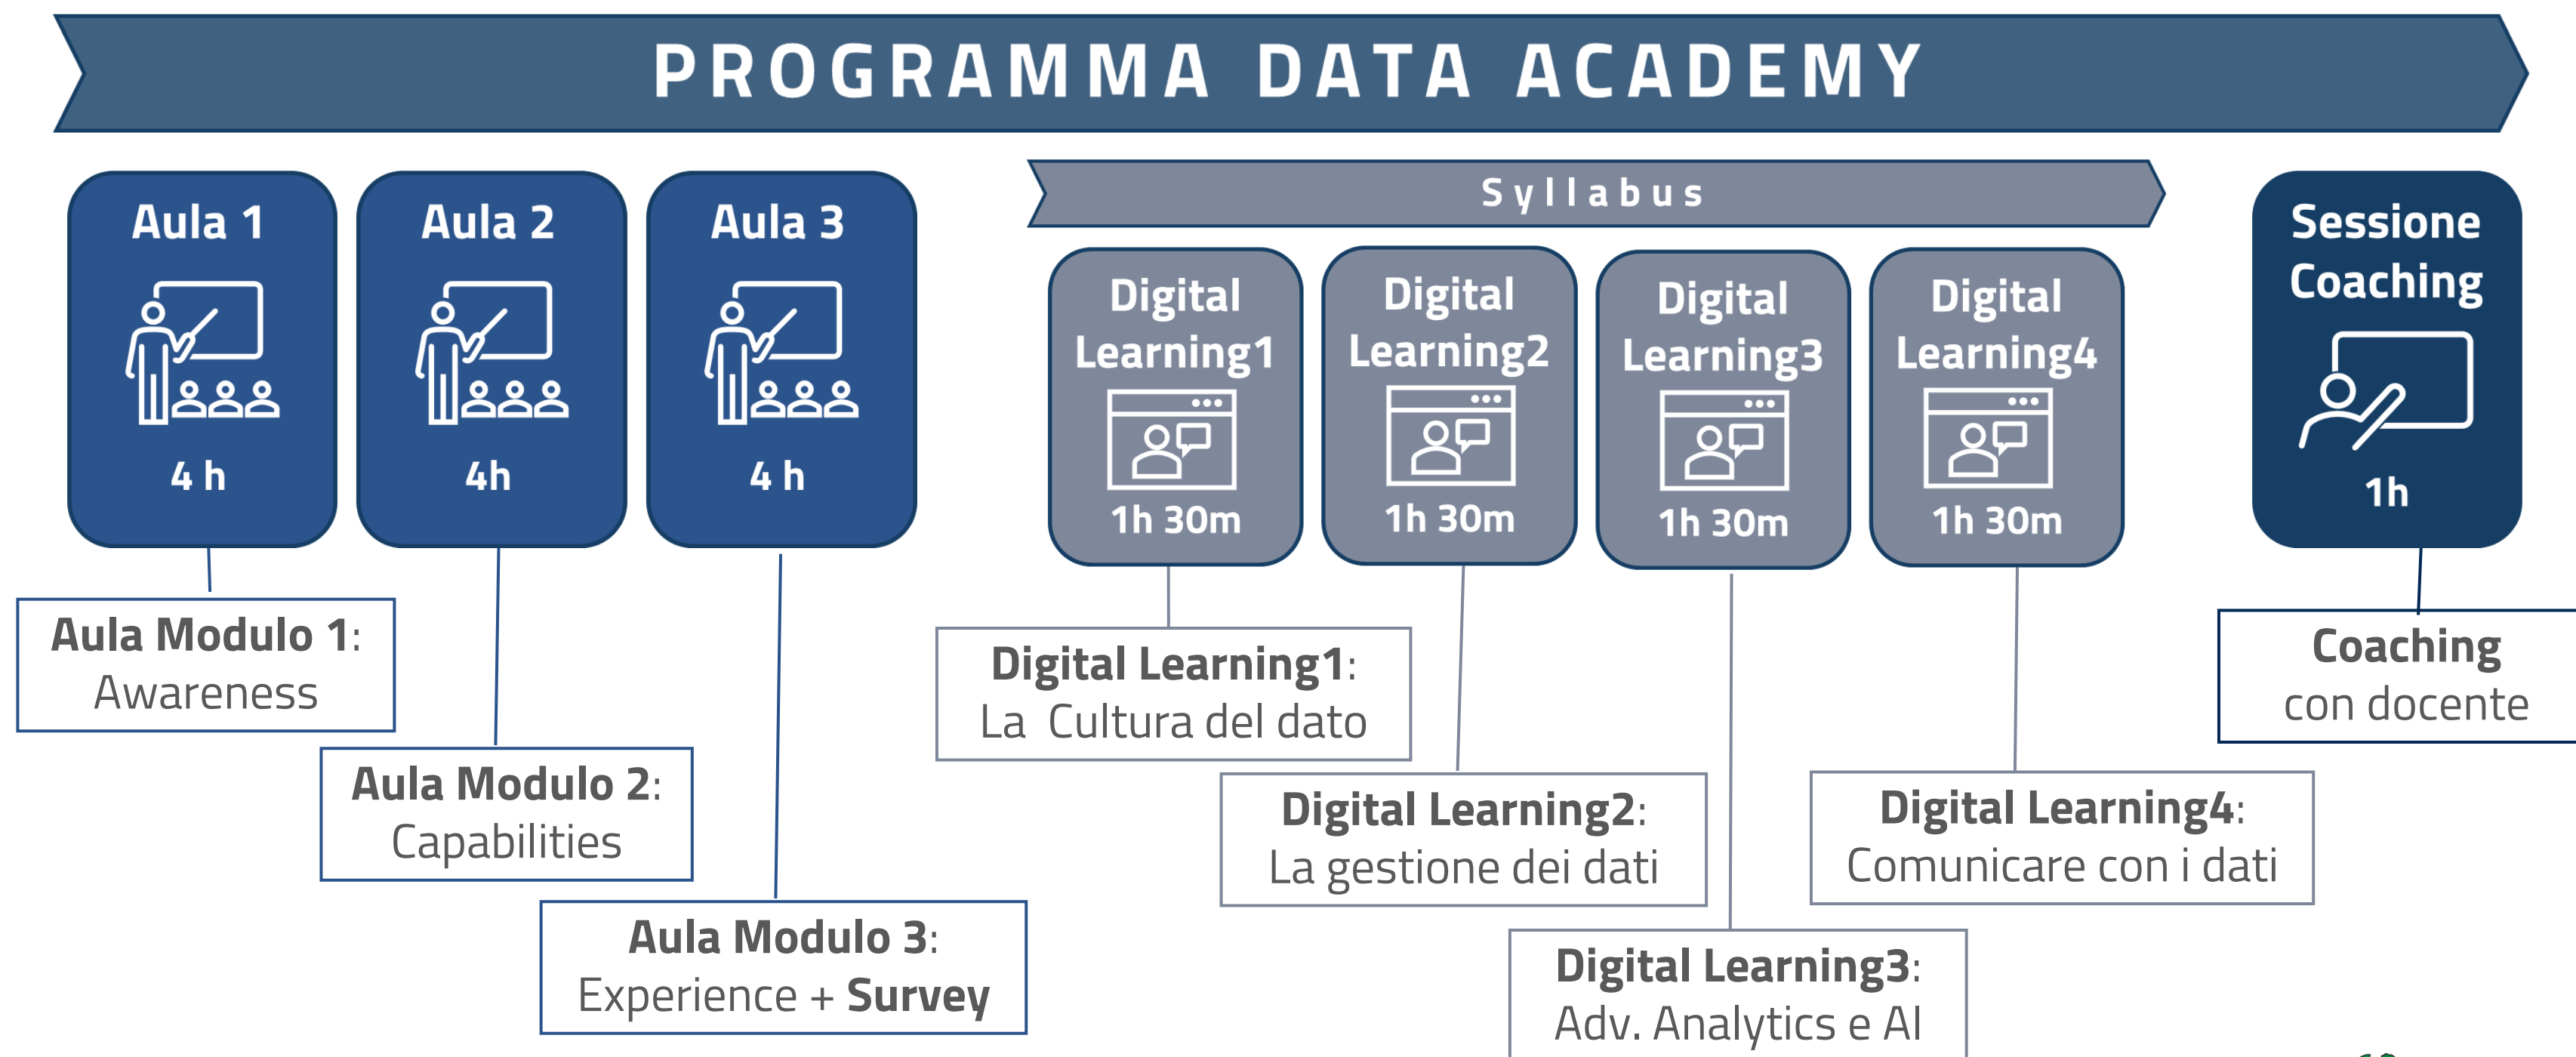 PROGRAMMA DATA ACADEMY
Aula 1
4 h
Aula 2
4h
Aula 3
4 h
Syllabus
Digital
Learning1
1h 30m
Digital
Learning2
1h 30m
Digital
Learning3
1h 30m
Digital
Learning4
1h 30m
Sessione
Coaching
1h
Aula Modulo 1:
Awareness
Aula Modulo 2:
Capabilities
Aula Modulo 3:
Experience + Survey
Digital Learning1:
La Cultura del dato
Digital Learning2:
La gestione dei dati
Digital Learning3:
Adv. Analytics e AI
Digital Learning4:
Comunicare con i dati
Coaching
con docente